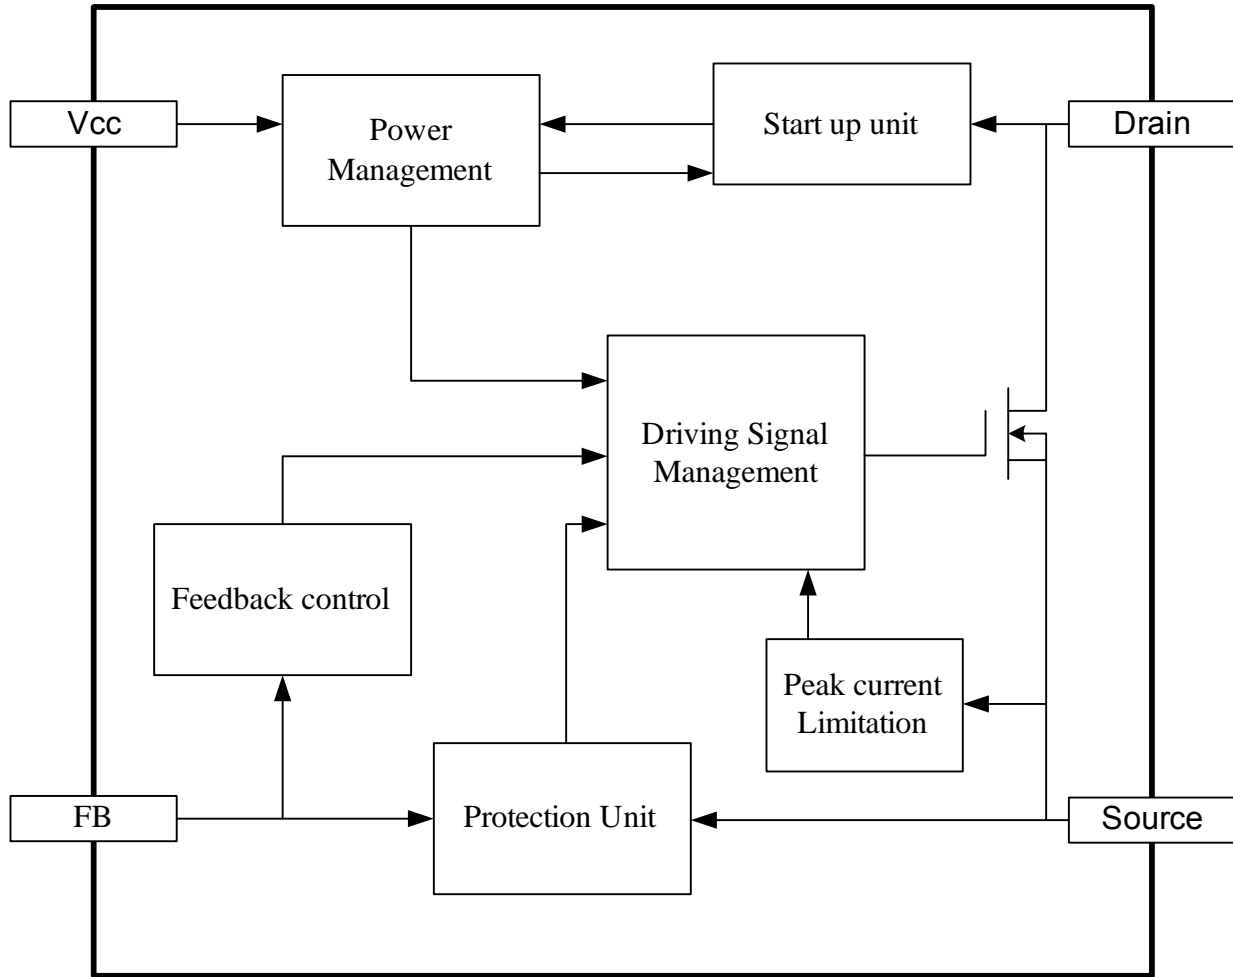 Vcc
Power
Management
Start up unit
Drain
Driving Signal
Management
Feedback control
Peak current
Limitation
FB
Protection Unit
Source